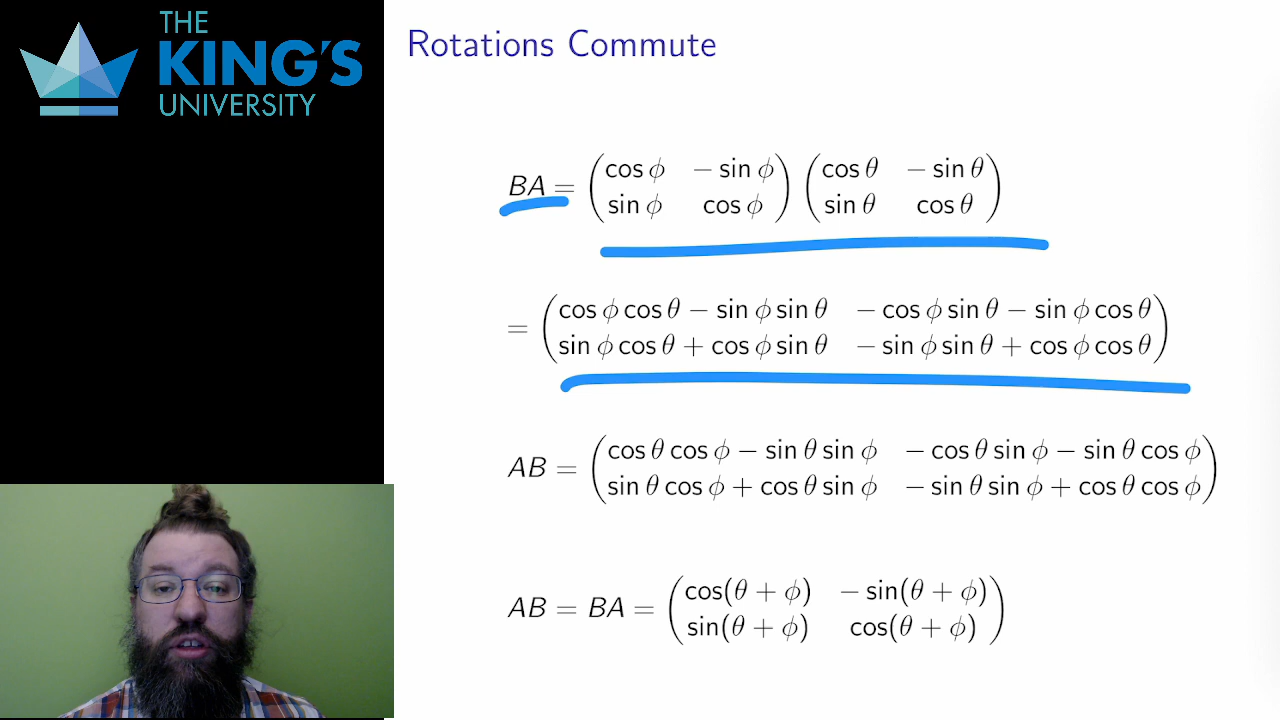 THE
KING'S
UNIVERSITY
Rotations Commute
BA = (cos ϕ − sin ϕ) (cos θ − sin θ)
(sin ϕ cos ϕ) (sin θ cos θ)
= (cos ϕ cos θ − sin ϕ sin θ − cos ϕ sin θ − sin ϕ cos θ)
(sin ϕ cos θ + cos ϕ sin θ − sin ϕ sin θ + cos ϕ cos θ)
AB = (cos θ cos ϕ − sin θ sin ϕ − cos θ sin ϕ − sin θ cos ϕ)
(sin θ cos ϕ + cos θ sin ϕ − sin θ sin ϕ + cos θ cos ϕ)
AB = BA = (cos(θ + ϕ) − sin(θ + ϕ))
(sin(θ + ϕ) cos(θ + ϕ))